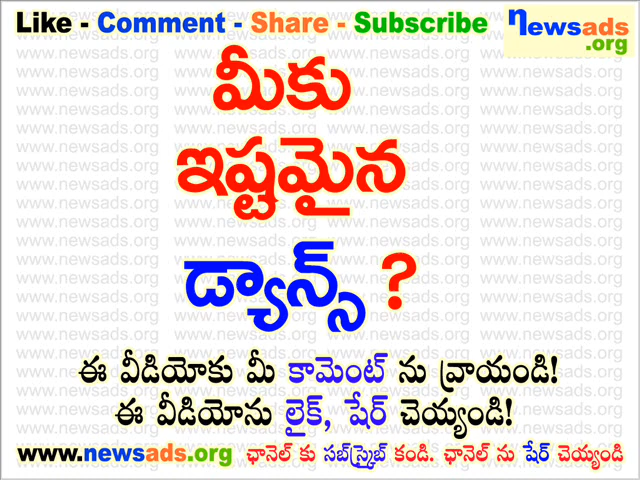 Like - Comment - Share - Subscribe
newsads
.org
మీకు
ఇష్టమైన
డ్యాన్స్ ?
ఈ వీడియోకు మీ కామెంట్ ను వ్రాయండి!
ఈ వీడియోను లైక్, షేర్ చెయ్యండి!
www.newsads.org ఛానెల్ కు సబ్‌స్క్రైబ్ కండి. ఛానెల్ ను షేర్ చెయ్యండి